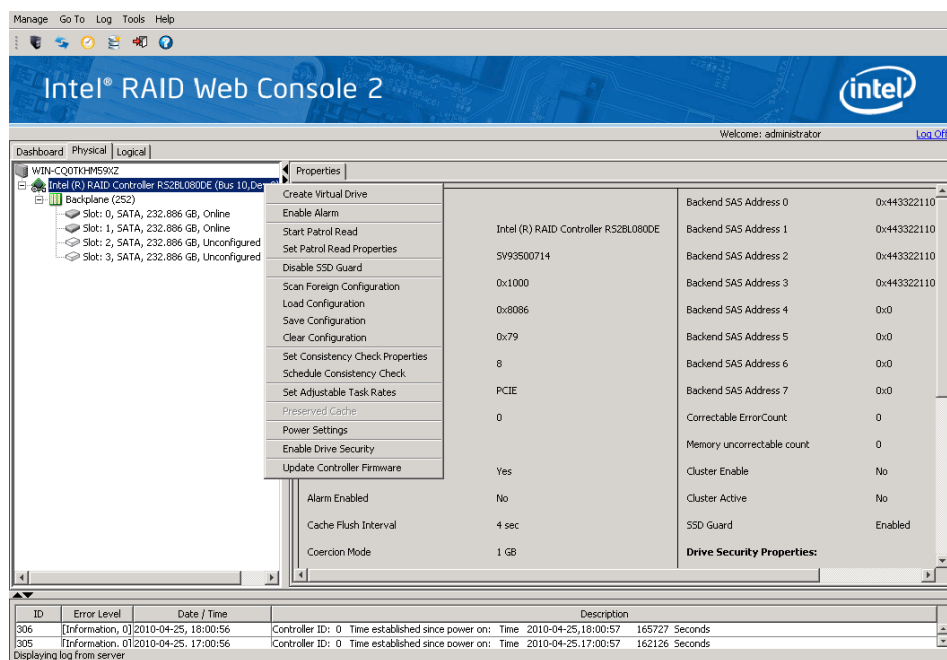 Manage Go To Log Tools Help
Intel® RAID Web Console 2
intel
Welcome: administrator Log Off
Dashboard Physical Logical
WIN-CQ0TKHM59XZ
Intel (R) RAID Controller RS2BL080DE (Bus 10,Dev 0)
Backplane (252)
Slot: 0, SATA, 232.886 GB, Online
Slot: 1, SATA, 232.886 GB, Online
Slot: 2, SATA, 232.886 GB, Unconfigured
Slot: 3, SATA, 232.886 GB, Unconfigured
Create Virtual Drive
Enable Alarm
Start Patrol Read
Set Patrol Read Properties
Disable SSD Guard
Scan Foreign Configuration
Load Configuration
Save Configuration
Clear Configuration
Set Consistency Check Properties
Schedule Consistency Check
Set Adjustable Task Rates
Preserved Cache
Power Settings
Enable Drive Security
Update Controller Firmware
Properties
Backend SAS Address 0 0x443322110
Intel (R) RAID Controller RS2BL080DE Backend SAS Address 1 0x443322110
SV93500714 Backend SAS Address 2 0x443322110
0x1000 Backend SAS Address 3 0x443322110
0x8086 Backend SAS Address 4 0x0
0x79 Backend SAS Address 5 0x0
8 Backend SAS Address 6 0x0
PCIE Backend SAS Address 7 0x0
0 Correctable ErrorCount 0
Memory uncorrectable count 0
Yes Cluster Enable No
Alarm Enabled No Cluster Active No
Cache Flush Interval 4 sec SSD Guard Enabled
Coercion Mode 1 GB Drive Security Properties:
ID Error Level Date / Time Description
306 [Information, 0] 2010-04-25, 18:00:56 Controller ID: 0 Time established since power on: Time 2010-04-25,18:00:57 165727 Seconds
305 [Information, 0] 2010-04-25, 17:00:56 Controller ID: 0 Time established since power on: Time 2010-04-25,17:00:57 162126 Seconds
Displaying log from server